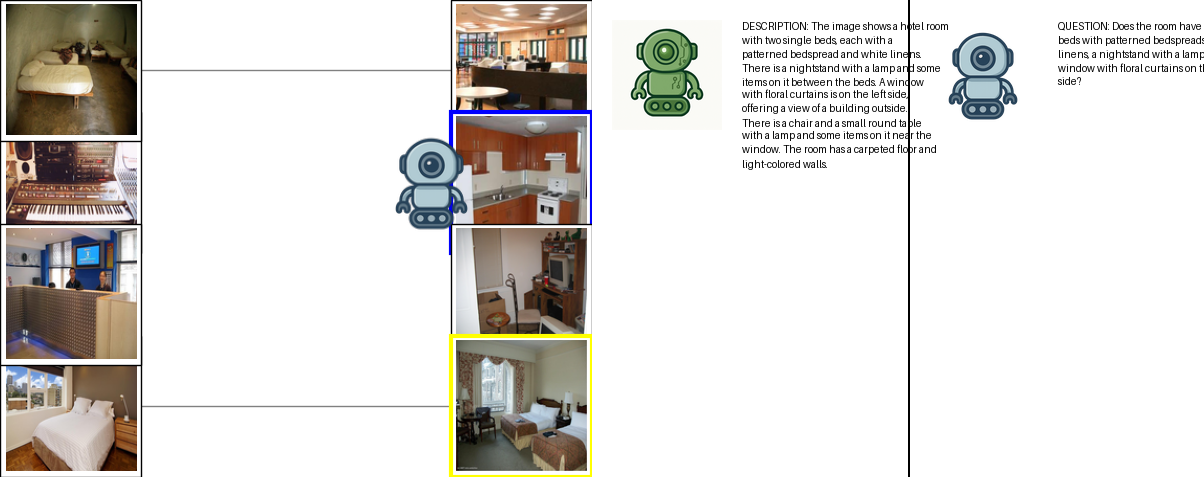 DESCRIPTION: The image shows a hotel room
with two single beds, each with a
patterned bedspread and white linens.
There is a nightstand with a lamp and some
items on it between the beds. A window
with floral curtains is on the left side,
offering a view of a building outside.
There is a chair and a small round table
with a lamp and some items on it near the
window. The room has a carpeted floor and
light-colored walls.
QUESTION: Does the room have
beds with patterned bedspreads
linens, a nightstand with a lamp
window with floral curtains on th
side?